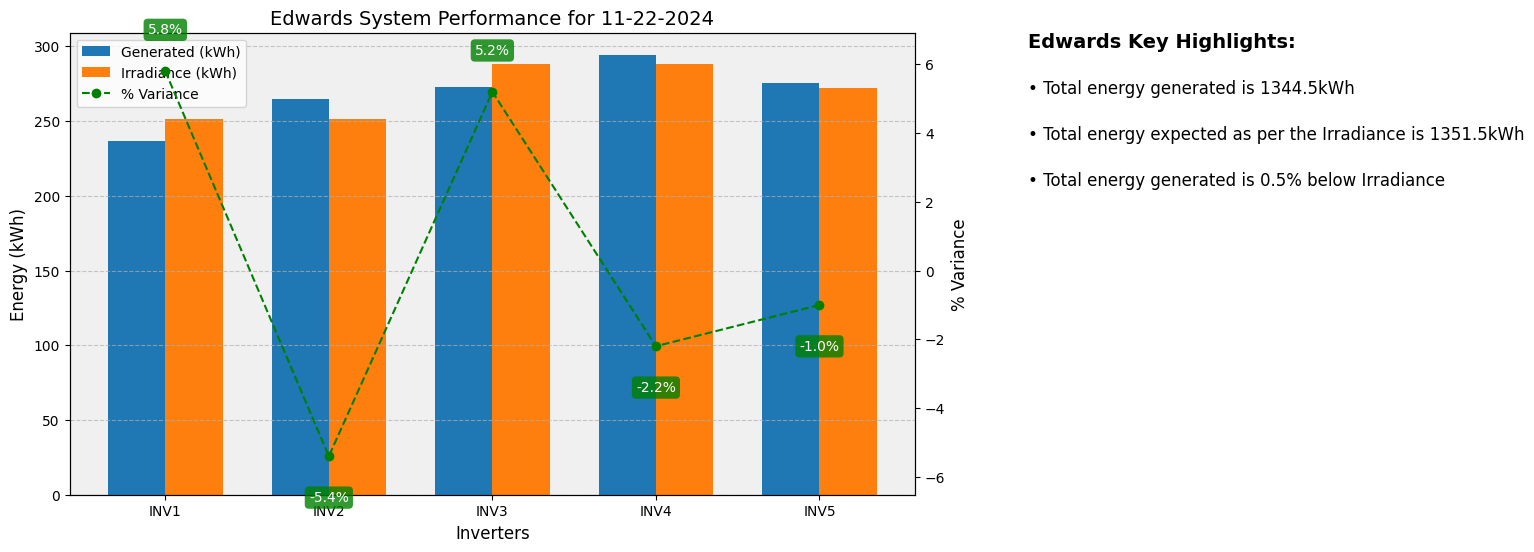 Edwards System Performance for 11-22-2024
Generated (kWh)
Irradiance (kWh)
% Variance
Energy (kWh)
300
250
200
150
100
50
0
5.8%
-5.4%
5.2%
-2.2%
-1.0%
INV1
INV2
INV3
INV4
INV5
Inverters
6
4
2
0
−2
−4
−6
% Variance
Edwards Key Highlights:
• Total energy generated is 1344.5kWh
• Total energy expected as per the Irradiance is 1351.5kWh
• Total energy generated is 0.5% below Irradiance